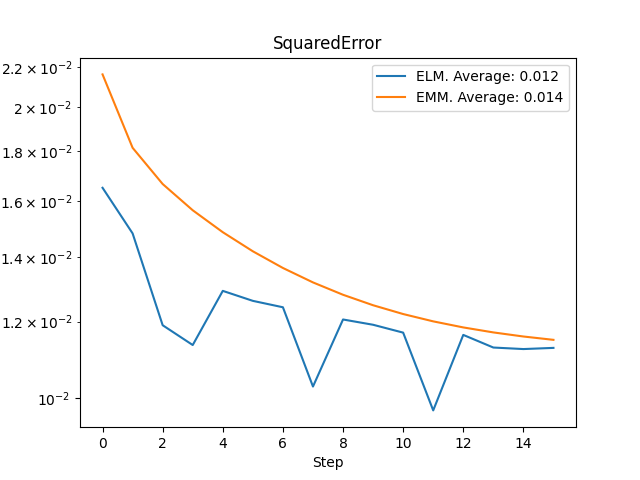 SquaredError
2.2 × 10⁻²
2 × 10⁻²
1.8 × 10⁻²
1.6 × 10⁻²
1.4 × 10⁻²
1.2 × 10⁻²
10⁻²
ELM. Average: 0.012
EMM. Average: 0.014
0 2 4 6 8 10 12 14
Step